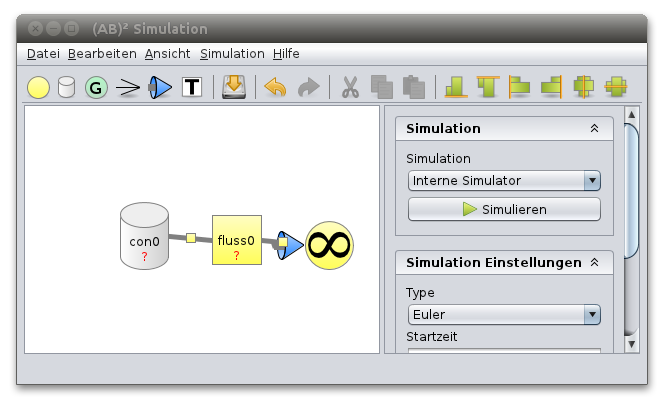 (AB)² Simulation
Datei Bearbeiten Ansicht Simulation Hilfe
G T
Simulation
Simulation
Interne Simulator
Simulieren
Simulation Einstellungen
Type
Euler
Startzeit
con0
?
fluss0
?
∞